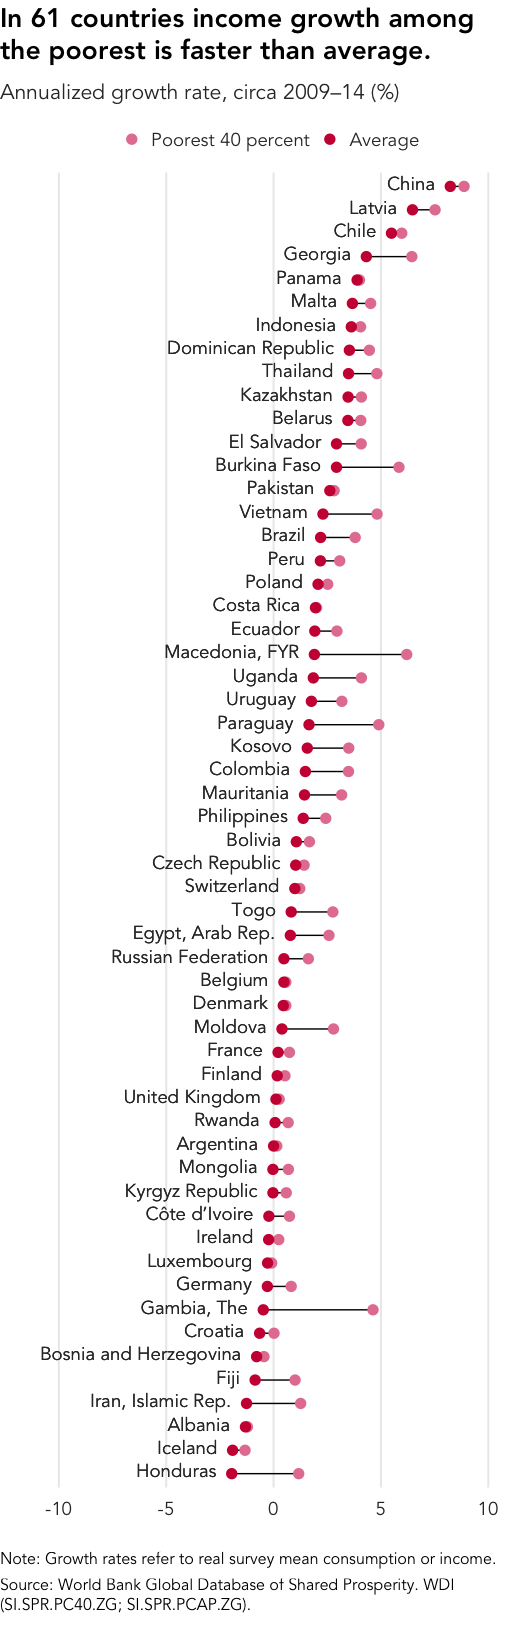 In 61 countries income growth among
the poorest is faster than average.
Annualized growth rate, circa 2009–14 (%)
Poorest 40 percent Average
China
Latvia
Chile
Georgia
Panama
Malta
Indonesia
Dominican Republic
Thailand
Kazakhstan
Belarus
El Salvador
Burkina Faso
Pakistan
Vietnam
Brazil
Peru
Poland
Costa Rica
Ecuador
Macedonia, FYR
Uganda
Uruguay
Paraguay
Kosovo
Colombia
Mauritania
Philippines
Bolivia
Czech Republic
Switzerland
Togo
Egypt, Arab Rep.
Russian Federation
Belgium
Denmark
Moldova
France
Finland
United Kingdom
Rwanda
Argentina
Mongolia
Kyrgyz Republic
Côte d’Ivoire
Ireland
Luxembourg
Germany
Gambia, The
Croatia
Bosnia and Herzegovina
Fiji
Iran, Islamic Rep.
Albania
Iceland
Honduras
-10 -5 0 5 10
Note: Growth rates refer to real survey mean consumption or income.
Source: World Bank Global Database of Shared Prosperity. WDI
(SI.SPR.PC40.ZG; SI.SPR.PCAP.ZG).